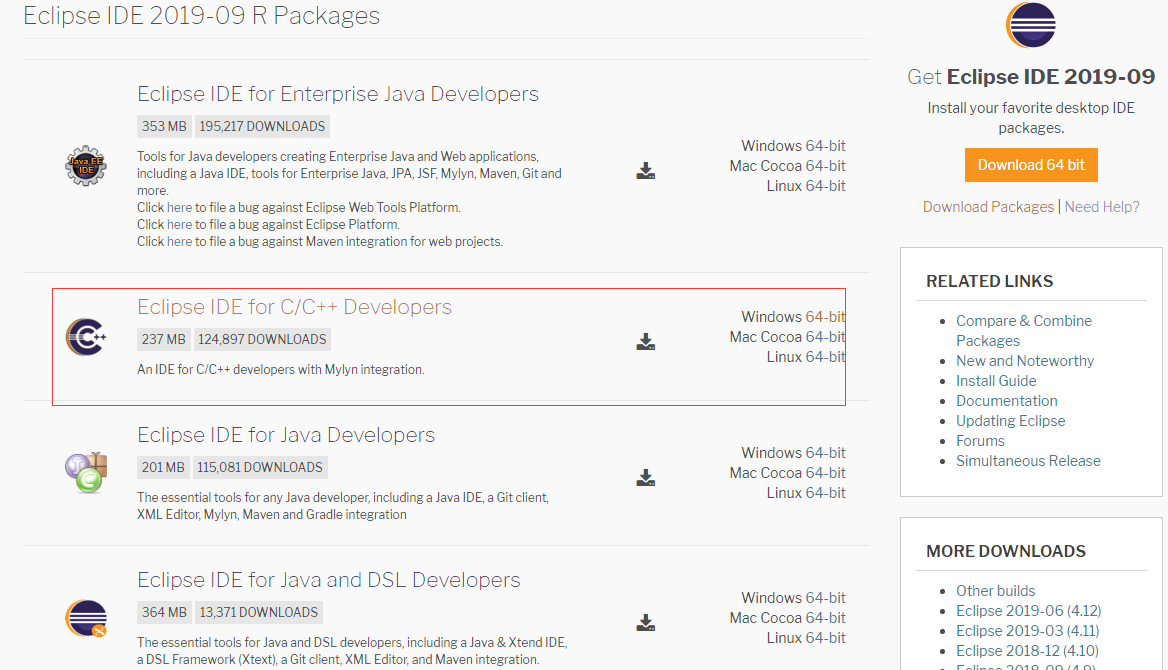 Eclipse IDE 2019-09 R Packages
Eclipse IDE for Enterprise Java Developers
353 MB 195,217 DOWNLOADS
Tools for Java developers creating Enterprise Java and Web applications,
including a Java IDE, tools for Enterprise Java, JPA, JSF, Mylyn, Maven, Git and
more.
Click here to file a bug against Eclipse Web Tools Platform.
Click here to file a bug against Eclipse Platform.
Click here to file a bug against Maven integration for web projects.
Java EE
IDE
Windows 64-bit
Mac Cocoa 64-bit
Linux 64-bit
Eclipse IDE for C/C++ Developers
237 MB 124,897 DOWNLOADS
An IDE for C/C++ developers with Mylyn integration.
C++
Windows 64-bit
Mac Cocoa 64-bit
Linux 64-bit
Eclipse IDE for Java Developers
201 MB 115,081 DOWNLOADS
The essential tools for any Java developer, including a Java IDE, a Git client,
XML Editor, Mylyn, Maven and Gradle integration
J
C
Windows 64-bit
Mac Cocoa 64-bit
Linux 64-bit
Eclipse IDE for Java and DSL Developers
364 MB 13,371 DOWNLOADS
The essential tools for Java and DSL developers, including a Java & Xtend IDE,
a DSL Framework (Xtext), a Git client, XML Editor, and Maven integration.
Windows 64-bit
Mac Cocoa 64-bit
Linux 64-bit
Get Eclipse IDE 2019-09
Install your favorite desktop IDE
packages.
Download 64 bit
Download Packages | Need Help?
RELATED LINKS
Compare & Combine
Packages
New and Noteworthy
Install Guide
Documentation
Updating Eclipse
Forums
Simultaneous Release
MORE DOWNLOADS
Other builds
Eclipse 2019-06 (4.12)
Eclipse 2019-03 (4.11)
Eclipse 2018-12 (4.10)
Eclipse 2018-09 (4.9)